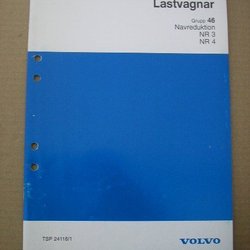 Lastvagnar
Grupp 46
Navreduktion
NR 3
NR 4
TSP 24116/1
VOLVO